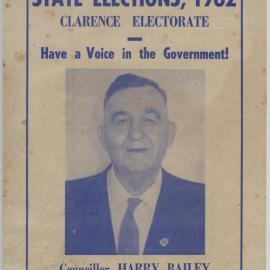 STATE ELECTIONS, 1962
CLARENCE ELECTORATE
Have a Voice in the Government!
Councillor HARRY BAILEY